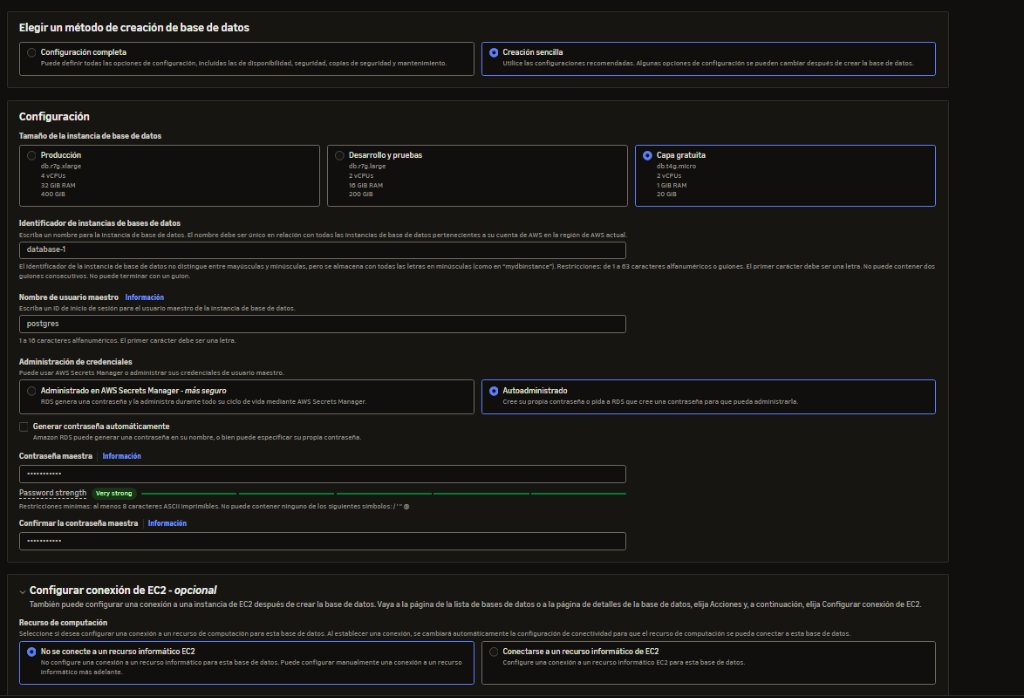 Elegir un método de creación de base de datos
Configuración completa
Puede definir todas las opciones de configuración, incluidas las de disponibilidad, seguridad, copias de seguridad y mantenimiento.
Creación sencilla
Utilice las configuraciones recomendadas. Algunas opciones de configuración se pueden cambiar después de crear la base de datos.
Configuración
Tamaño de la instancia de base de datos
Producción
db.r7g.xlarge
4 vCPUs
32 GiB RAM
400 GiB
Desarrollo y pruebas
db.r7g.large
2 vCPUs
16 GiB RAM
200 GiB
Capa gratuita
db.t4g.micro
2 vCPUs
1 GiB RAM
20 GiB
Identificador de instancias de bases de datos
Escriba un nombre para la instancia de base de datos. El nombre debe ser único en relación con todas las instancias de base de datos pertenecientes a su cuenta de AWS en la región de AWS actual.
database-1
El identificador de la instancia de base de datos no distingue entre mayúsculas y minúsculas, pero se almacena con todas las letras en minúsculas (como en "mydbinstance"). Restricciones: de 1 a 63 caracteres alfanuméricos o guiones. El primer carácter debe ser una letra. No puede contener dos
guiones consecutivos. No puede terminar con un guion.
Nombre de usuario maestro Información
Escriba un ID de inicio de sesión para el usuario maestro de la instancia de base de datos.
postgres
1 a 16 caracteres alfanuméricos. El primer carácter debe ser una letra.
Administración de credenciales
Puede usar AWS Secrets Manager o administrar sus credenciales de usuario maestro.
Administrado en AWS Secrets Manager - más seguro
RDS genera una contraseña y la administra durante todo su ciclo de vida mediante AWS Secrets Manager.
Autoadministrado
Cree su propia contraseña o pida a RDS que cree una contraseña para que pueda administrarla.
Generar contraseña automáticamente
Amazon RDS puede generar una contraseña en su nombre, o bien puede especificar su propia contraseña.
Contraseña maestra Información
•••••••••••
Password strength Very strong
Restricciones mínimas: al menos 8 caracteres ASCII imprimibles. No puede contener ninguno de los siguientes símbolos: / ' " @
Confirmar la contraseña maestra Información
•••••••••••
Configurar conexión de EC2 - opcional
También puede configurar una conexión a una instancia de EC2 después de crear la base de datos. Vaya a la página de la lista de bases de datos o a la página de detalles de la base de datos, elija Acciones y, a continuación, elija Configurar conexión de EC2.
Recurso de computación
Seleccione si desea configurar una conexión a un recurso de computación para esta base de datos. Al establecer una conexión, se cambiará automáticamente la configuración de conectividad para que el recurso de computación se pueda conectar a esta base de datos.
No se conecte a un recurso informático EC2
No configure una conexión a un recurso informático para esta base de datos. Puede configurar manualmente una conexión a un recurso
informático más adelante.
Conectarse a un recurso informático de EC2
Configure una conexión a un recurso informático EC2 para esta base de datos.